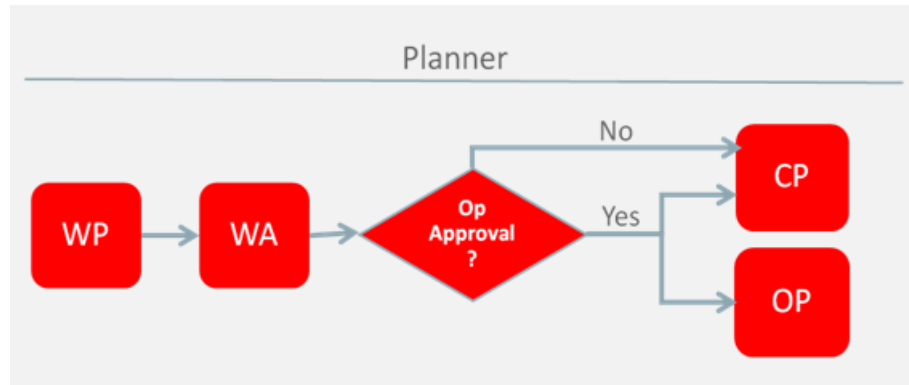 Planner
No
WP
WA
Op
Approval
?
Yes
CP
OP